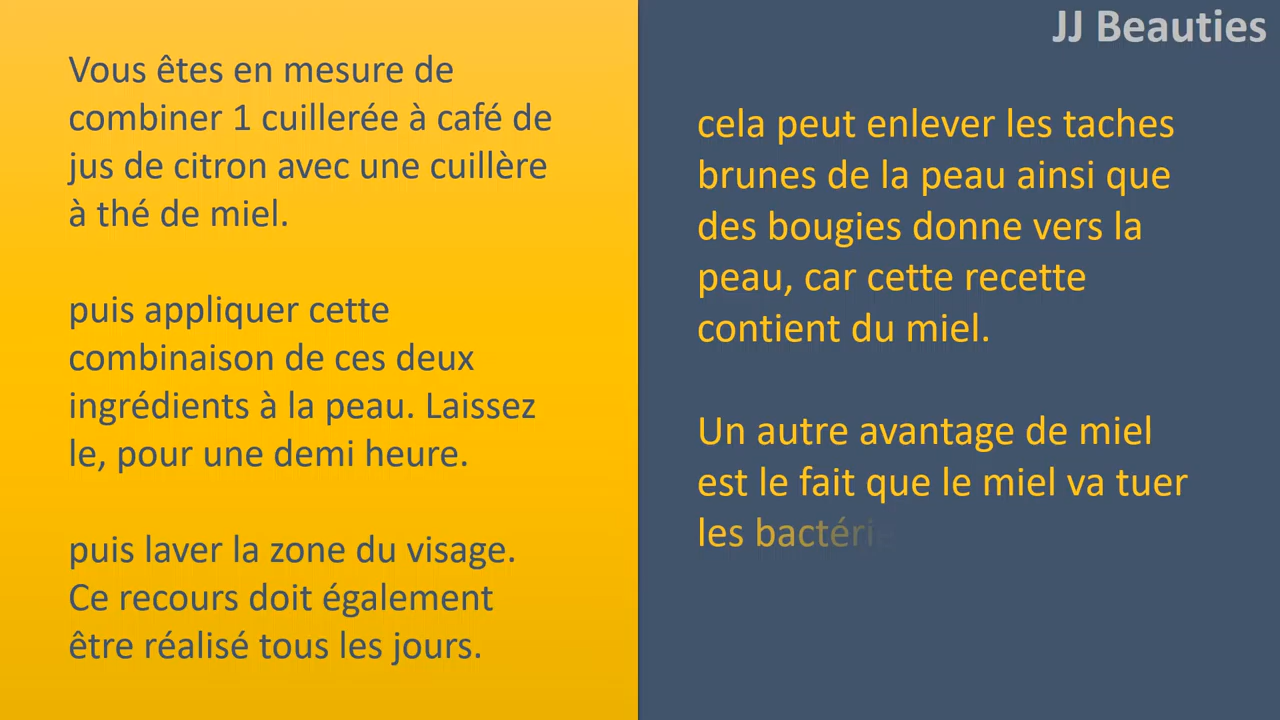 JJ Beauties
Vous êtes en mesure de
combiner 1 cuillerée à café de
jus de citron avec une cuillère
à thé de miel.
puis appliquer cette
combinaison de ces deux
ingrédients à la peau. Laissez
le, pour une demi heure.
puis laver la zone du visage.
Ce recours doit également
être réalisé tous les jours.
cela peut enlever les taches
brunes de la peau ainsi que
des bougies donne vers la
peau, car cette recette
contient du miel.
Un autre avantage de miel
est le fait que le miel va tuer
les bactérie